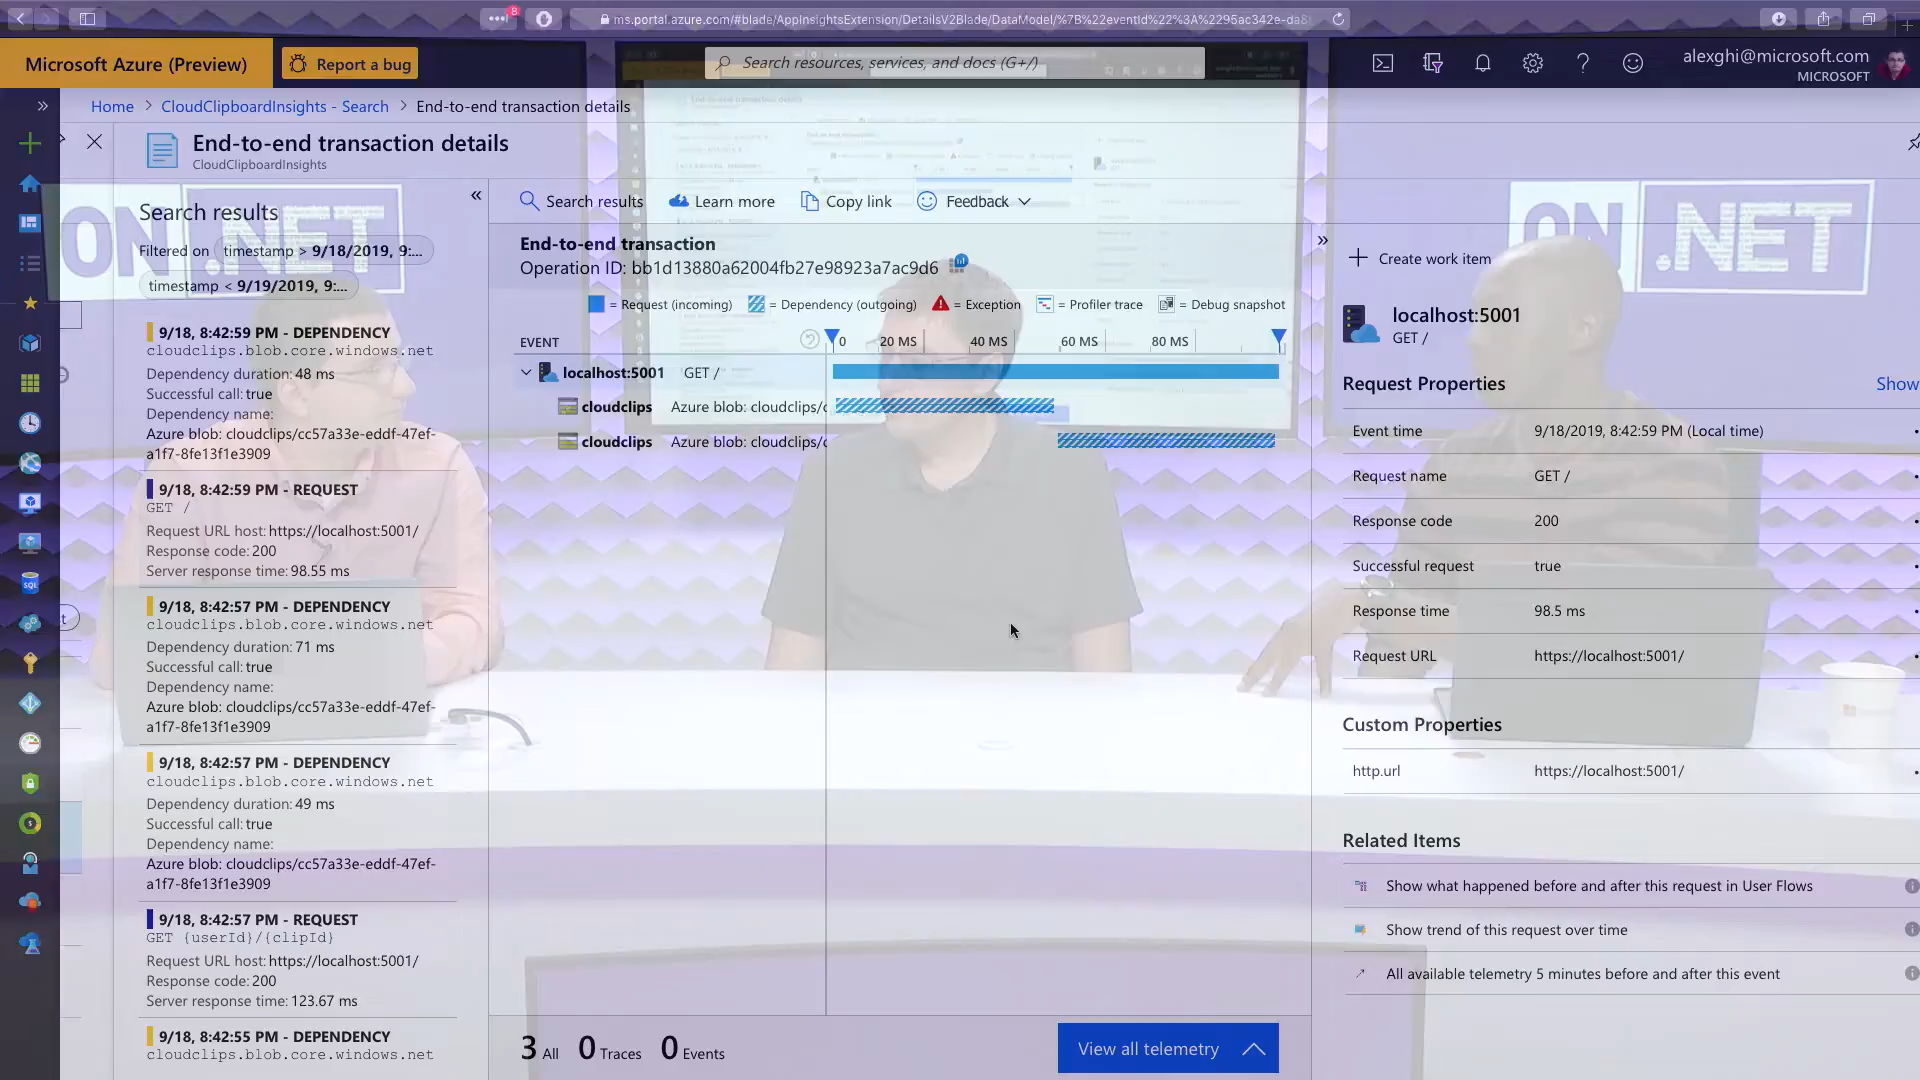 ms.portal.azure.com/#blade/AppInsightsExtension/DetailsV2Blade/DataModel/%7B%22eventId%22%3A%2295ac342e-da8
8
Microsoft Azure (Preview)
Report a bug
Search resources, services, and docs (G+/)
alexghi@microsoft.com
MICROSOFT
Home > CloudClipboardInsights - Search > End-to-end transaction details
End-to-end transaction details
CloudClipboardInsights
Search results
Filtered on timestamp > 9/18/2019, 9:...
timestamp < 9/19/2019, 9:...
9/18, 8:42:59 PM - DEPENDENCY
cloudclips.blob.core.windows.net
Dependency duration: 48 ms
Successful call: true
Dependency name:
Azure blob: cloudclips/cc57a33e-eddf-47ef-
a1f7-8fe13f1e3909
9/18, 8:42:59 PM - REQUEST
GET /
Request URL host: https://localhost:5001/
Response code: 200
Server response time: 98.55 ms
9/18, 8:42:57 PM - DEPENDENCY
cloudclips.blob.core.windows.net
Dependency duration: 71 ms
Successful call: true
Dependency name:
Azure blob: cloudclips/cc57a33e-eddf-47ef-
a1f7-8fe13f1e3909
9/18, 8:42:57 PM - DEPENDENCY
cloudclips.blob.core.windows.net
Dependency duration: 49 ms
Successful call: true
Dependency name:
Azure blob: cloudclips/cc57a33e-eddf-47ef-
a1f7-8fe13f1e3909
9/18, 8:42:57 PM - REQUEST
GET {userId}/{clipId}
Request URL host: https://localhost:5001/
Response code: 200
Server response time: 123.67 ms
9/18, 8:42:55 PM - DEPENDENCY
cloudclips.blob.core.windows.net
Search results Learn more Copy link Feedback
End-to-end transaction
Operation ID: bb1d13880a62004fb27e98923a7ac9d6
= Request (incoming) = Dependency (outgoing) = Exception = Profiler trace = Debug snapshot
EVENT 0 20 MS 40 MS 60 MS 80 MS
localhost:5001 GET /
cloudclips Azure blob: cloudclips/c
cloudclips Azure blob: cloudclips/c
3 All 0 Traces 0 Events
View all telemetry
Create work item
localhost:5001
GET /
Request Properties Show
Event time 9/18/2019, 8:42:59 PM (Local time)
Request name GET /
Response code 200
Successful request true
Response time 98.5 ms
Request URL https://localhost:5001/
Custom Properties
http.url https://localhost:5001/
Related Items
Show what happened before and after this request in User Flows
Show trend of this request over time
All available telemetry 5 minutes before and after this event
ON .NET
ON .NET